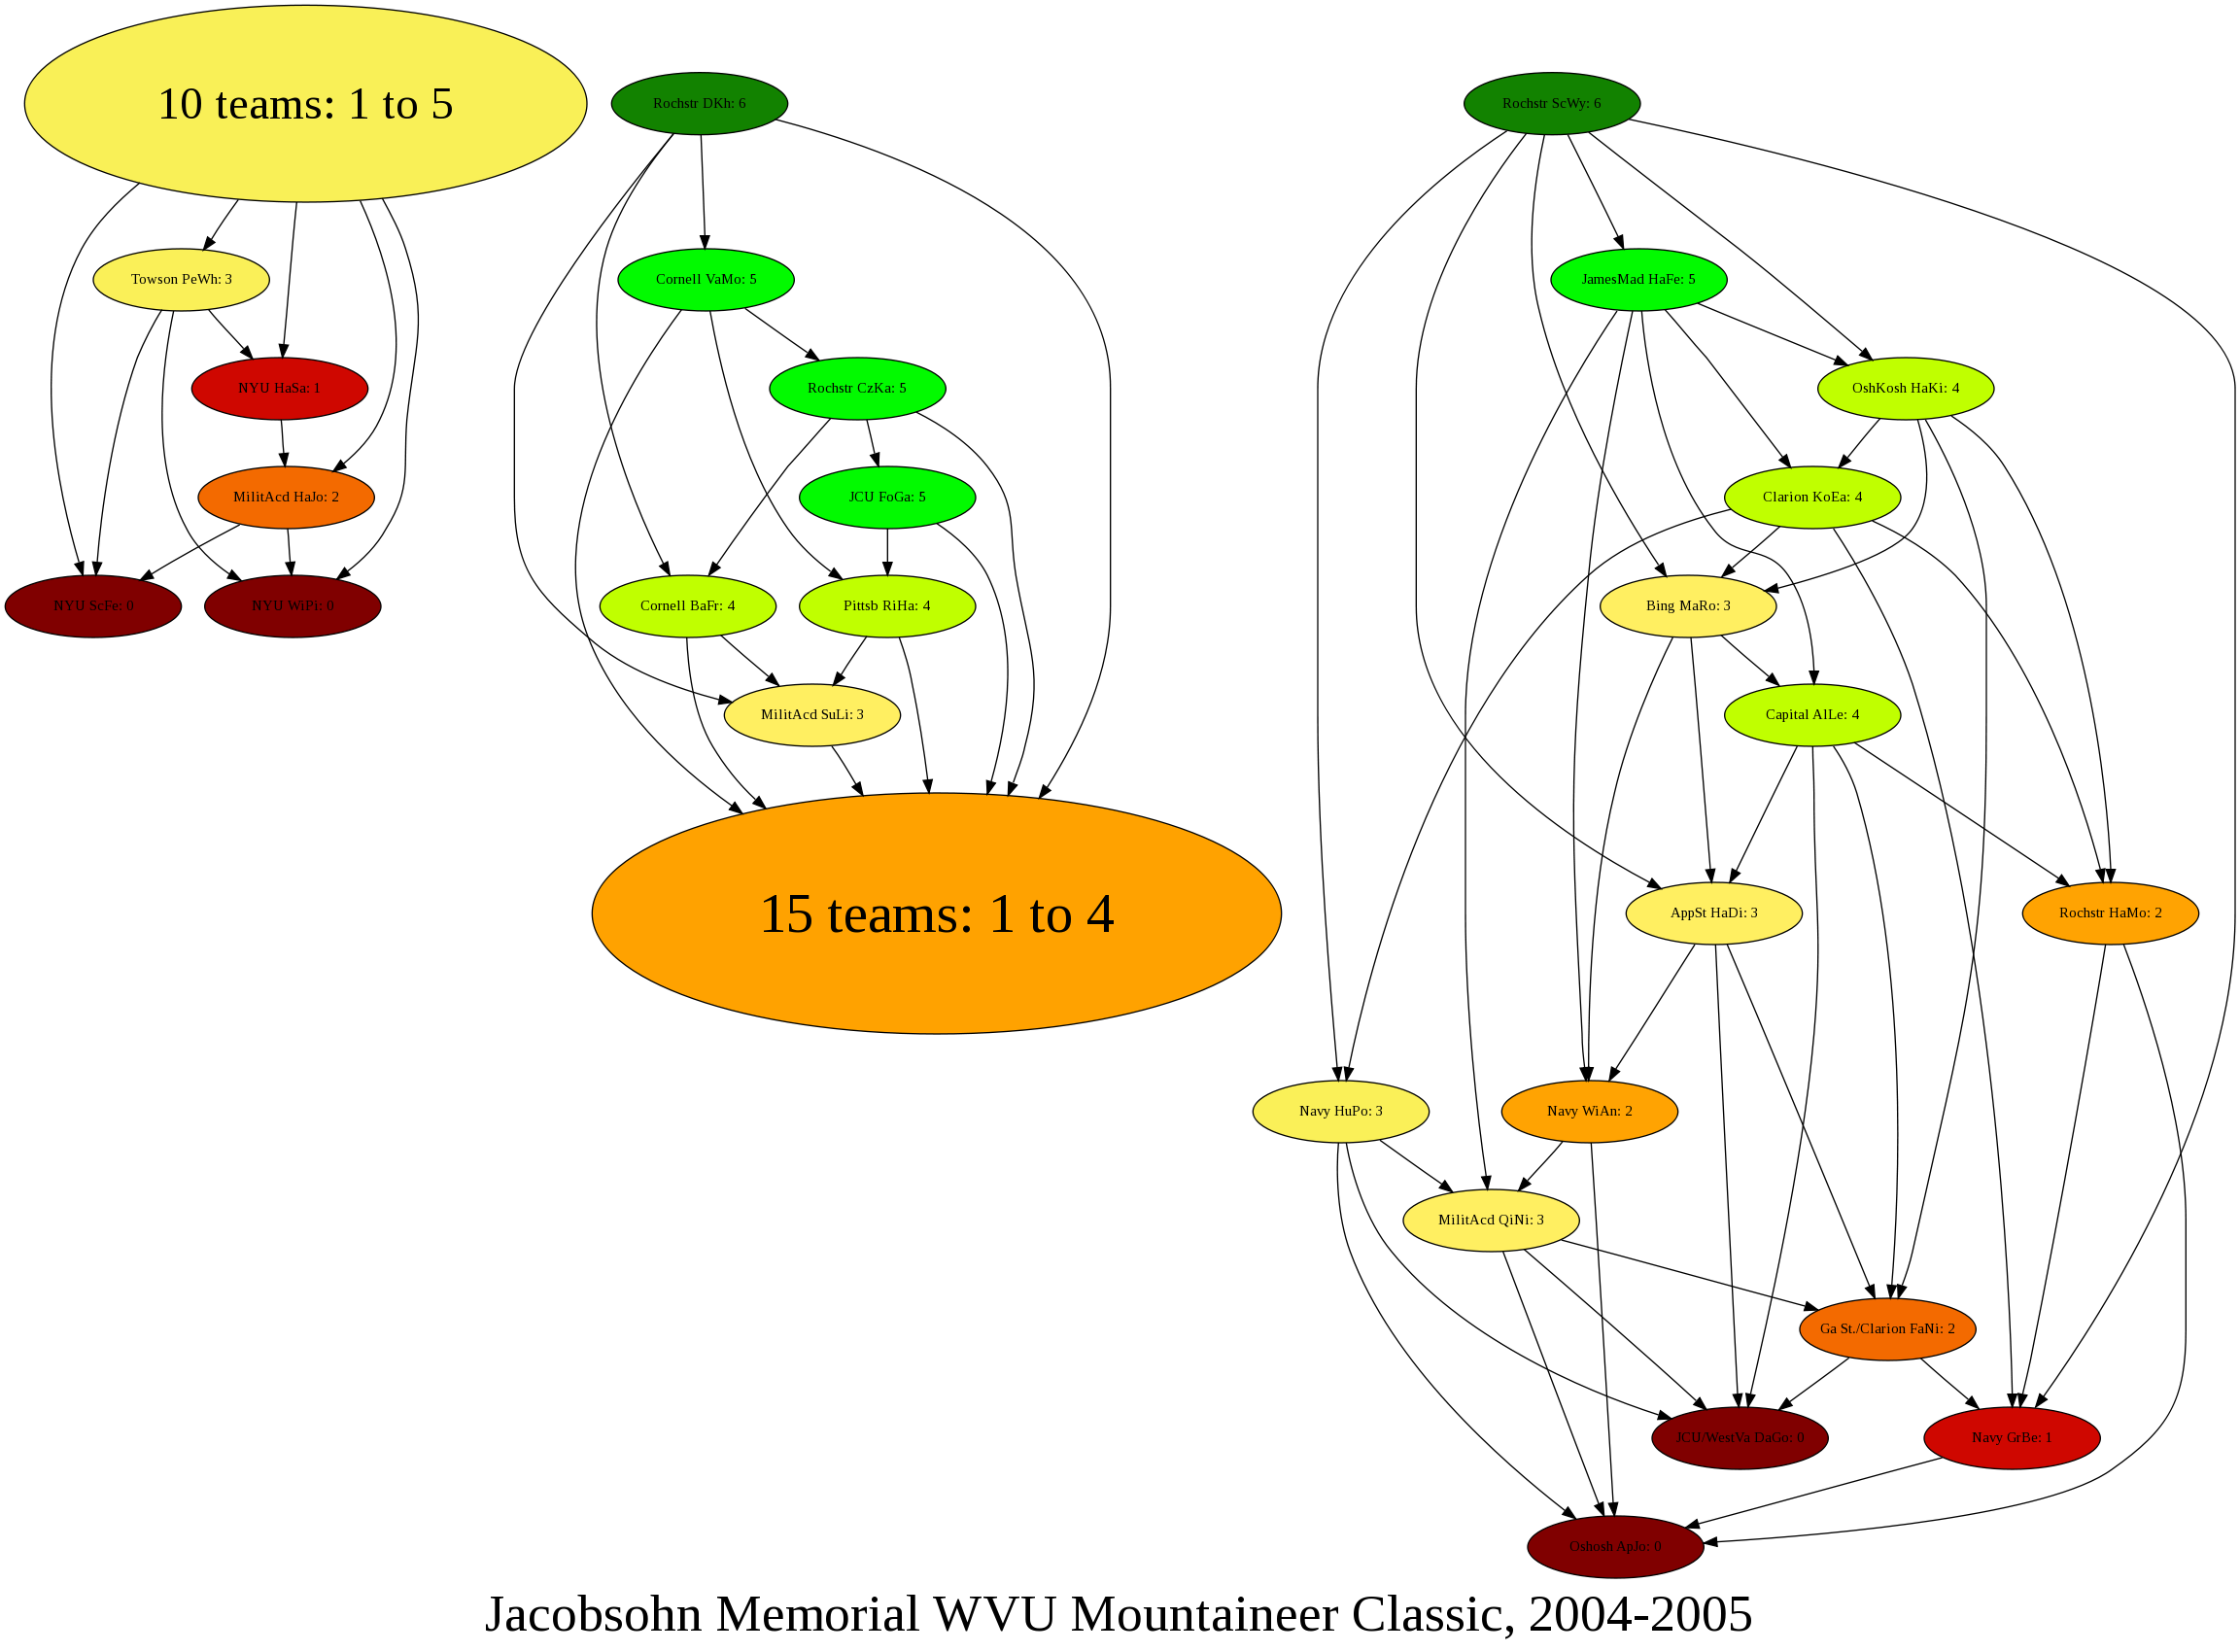 10 teams: 1 to 5
Rochstr DKh: 6
Rochstr ScWy: 6
Towson PeWh: 3
Cornell VaMo: 5
JamesMad HaFe: 5
NYU HaSa: 1
Rochstr CzKa: 5
OshKosh HaKi: 4
MilitAcd HaJo: 2
JCU FoGa: 5
Clarion KoEa: 4
NYU ScFe: 0
NYU WiPi: 0
Cornell BaFr: 4
Pittsb RiHa: 4
Bing MaRo: 3
MilitAcd SuLi: 3
Capital AlLe: 4
15 teams: 1 to 4
AppSt HaDi: 3
Rochstr HaMo: 2
Navy HuPo: 3
Navy WiAn: 2
MilitAcd QiNi: 3
Ga St./Clarion FaNi: 2
JCU/WestVa DaGo: 0
Navy GrBe: 1
Oshosh ApJo: 0
Jacobsohn Memorial WVU Mountaineer Classic, 2004-2005